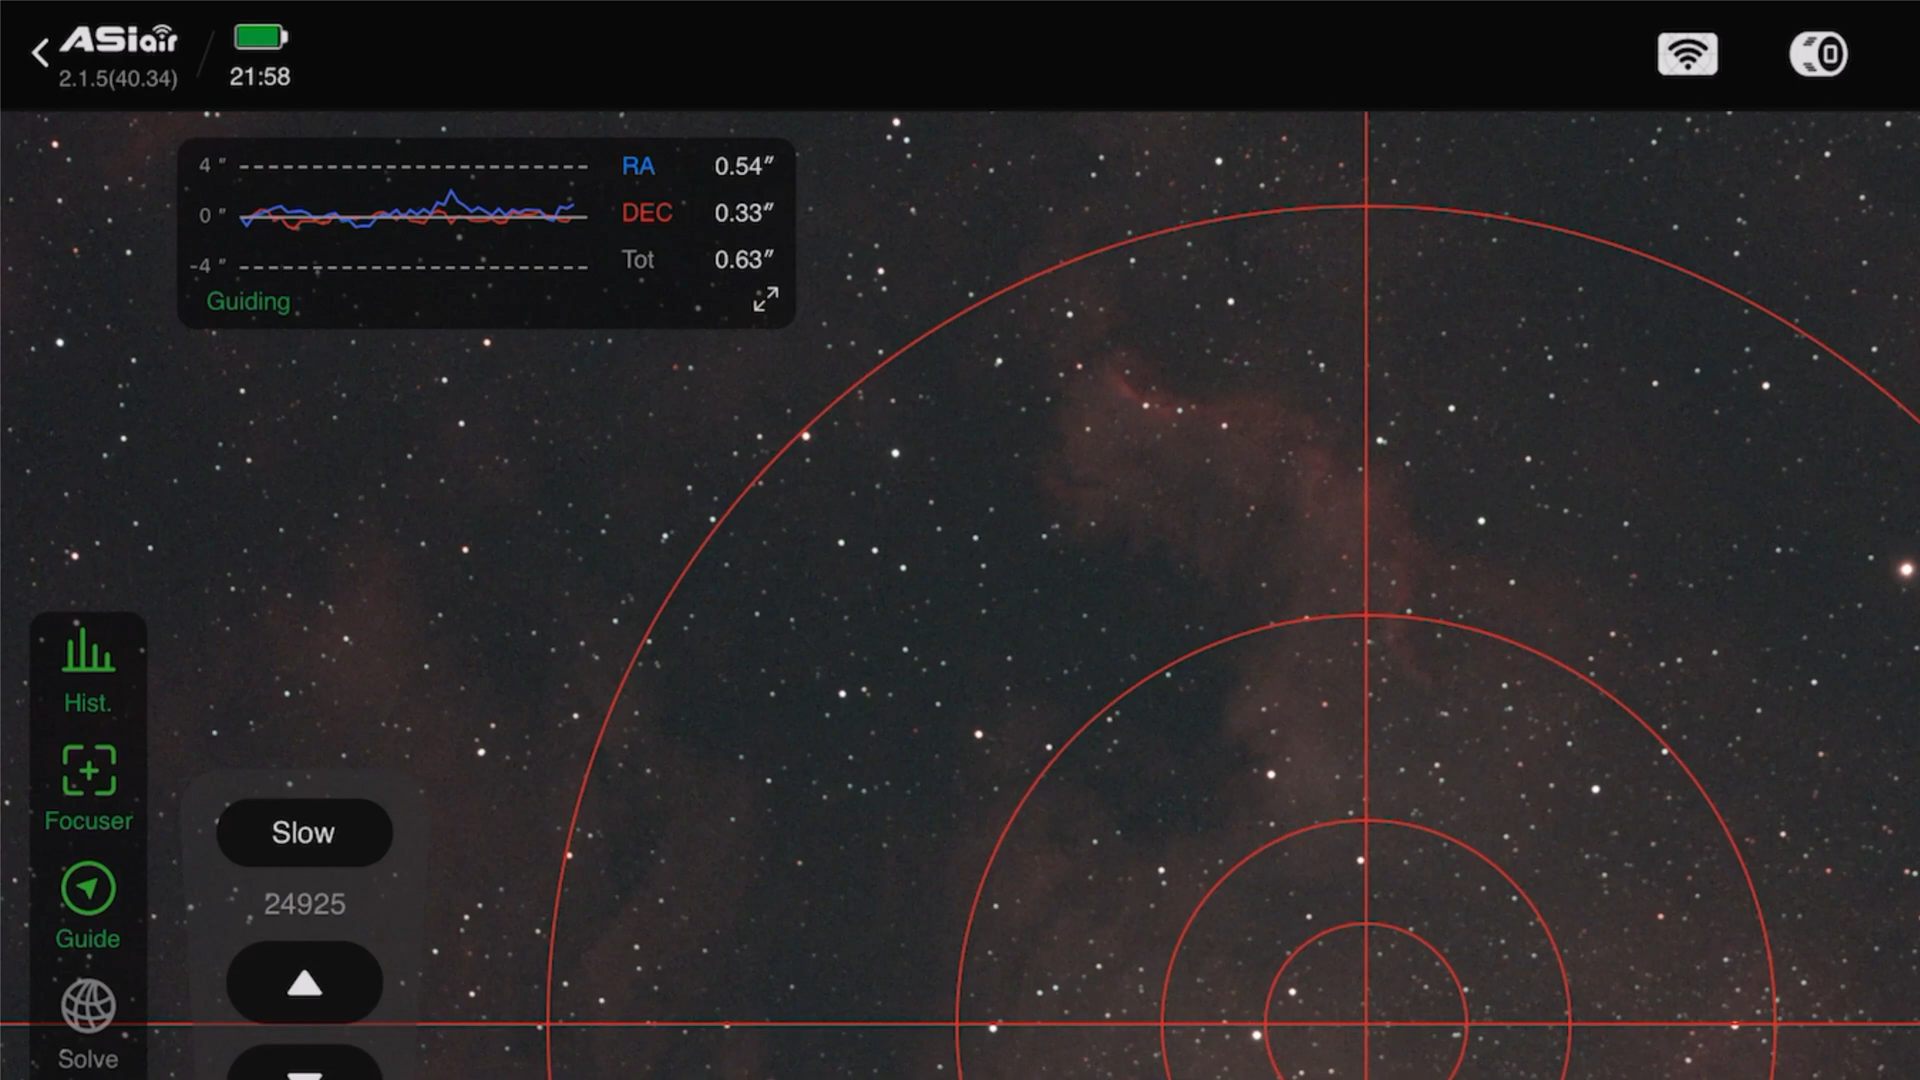 ASiair
2.1.5(40.34)
21:58
4 "
0 "
-4 "
RA 0.54″
DEC 0.33″
Tot 0.63″
Guiding
Hist.
Focuser
Guide
Solve
Slow
24925